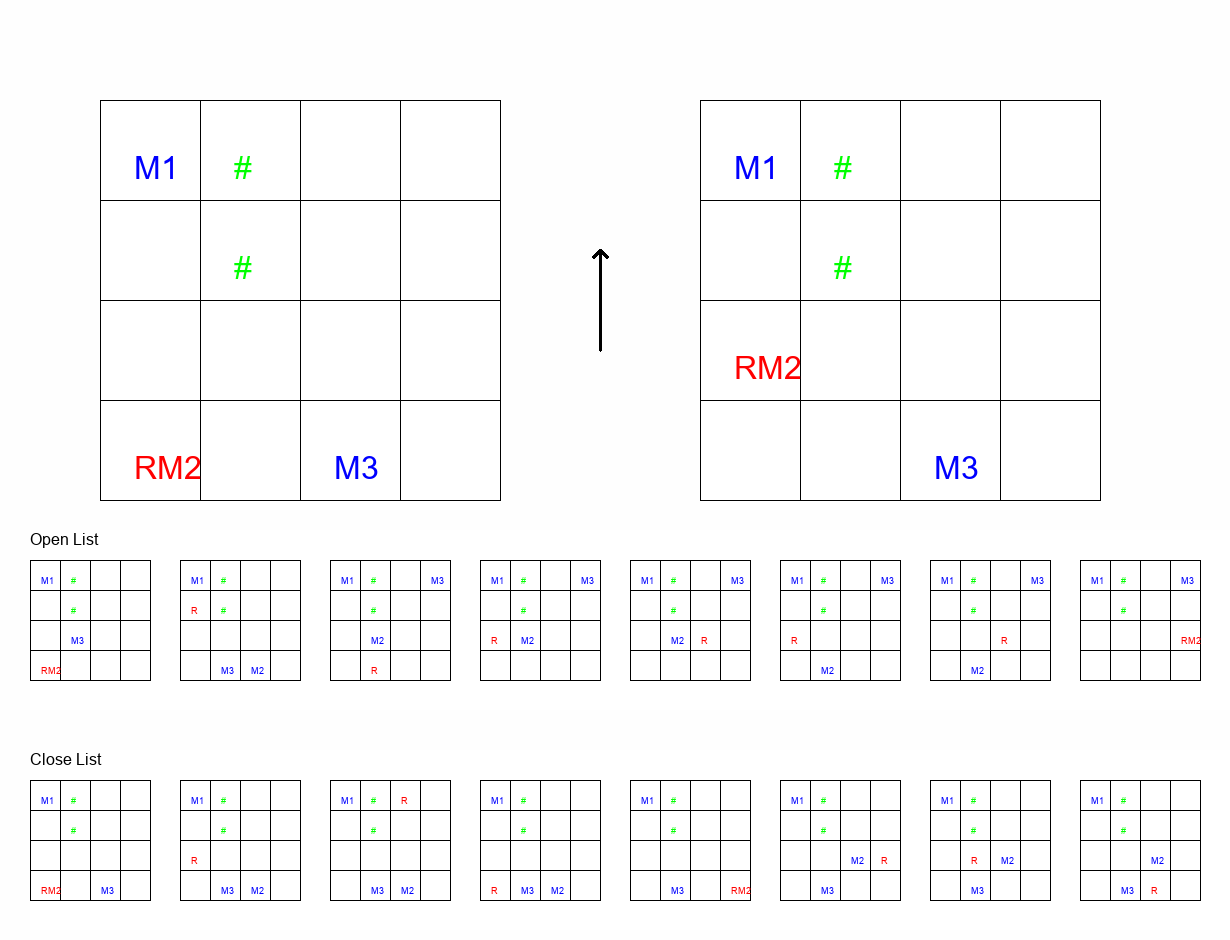 M1 # M1 #
# #
RM2
RM2 M3 M3
Open List
M1 # M1 # M1 # M3 M1 # M3 M1 # M3 M1 # M3 M1 # M3 M1 # M3
# R # # # # # # #
M3 M2 R M2 M2 R R R RM2
RM2 M3 M2 R M2 M2
Close List
M1 # M1 # M1 # R M1 # M1 # M1 # M1 # M1 #
# # # # # # # #
R M2 R R M2 M2
RM2 M3 M3 M2 M3 M2 R M3 M2 M3 RM2 M3 M3 M3 R